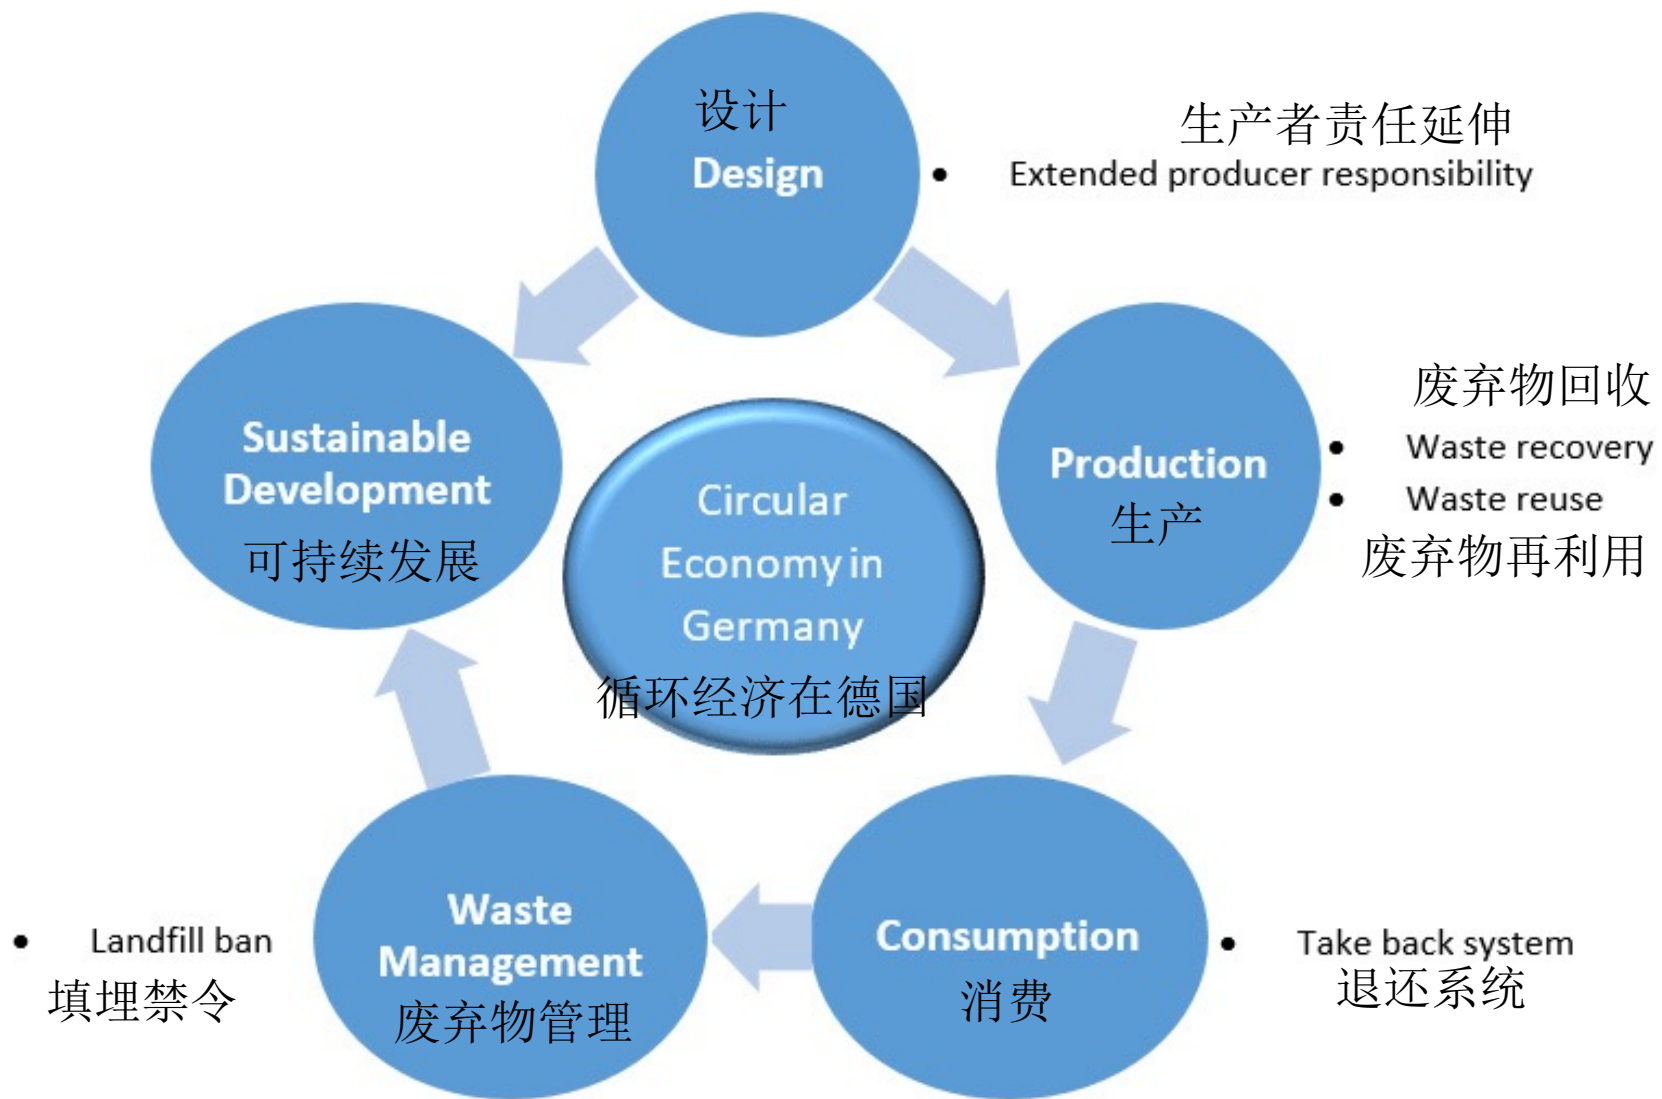 设计
Design
生产者责任延伸
• Extended producer responsibility
废弃物回收
• Waste recovery
• Waste reuse
废弃物再利用
Production
生产
Sustainable
Development
可持续发展
Circular
Economy in
Germany
循环经济在德国
Waste
Management
废弃物管理
• Landfill ban
填埋禁令
Consumption
消费
• Take back system
退还系统